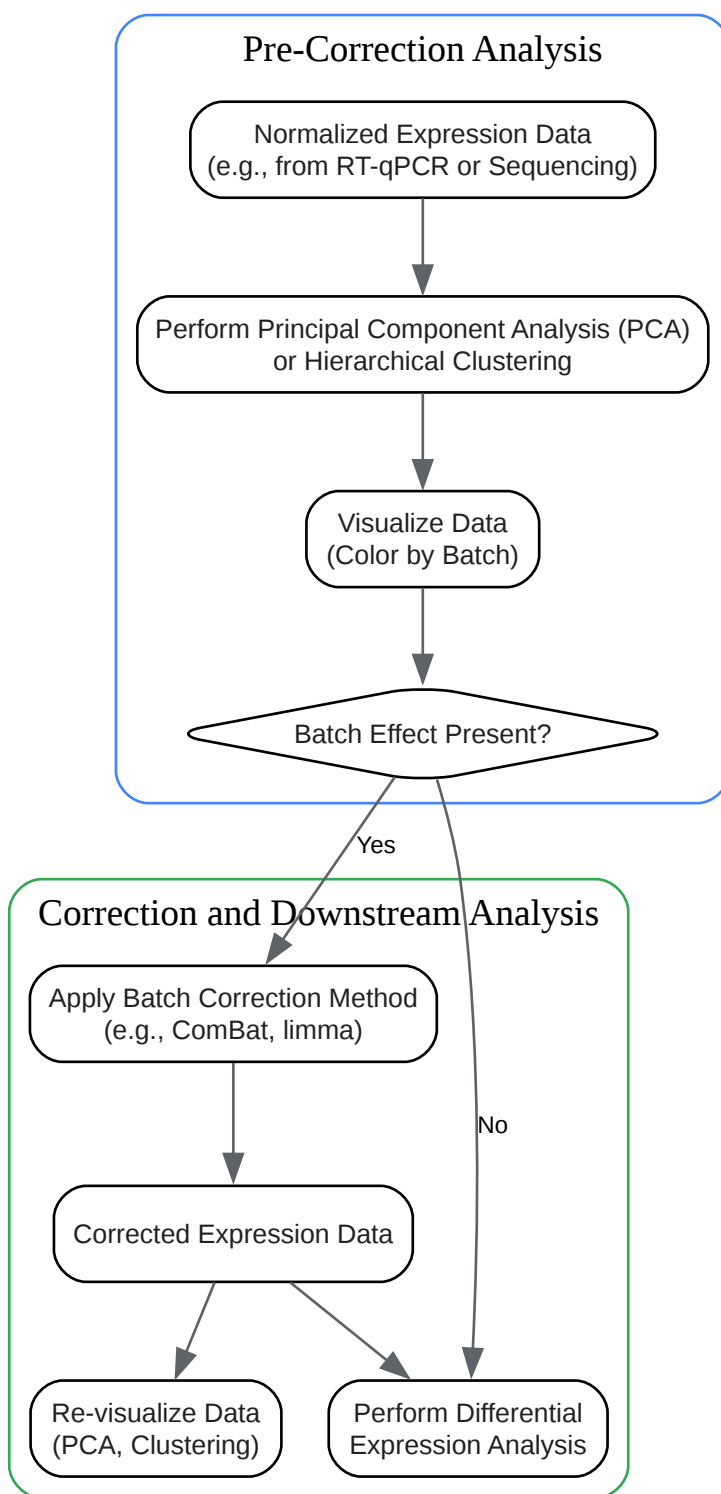 Pre-Correction Analysis
Normalized Expression Data
(e.g., from RT-qPCR or Sequencing)
Perform Principal Component Analysis (PCA)
or Hierarchical Clustering
Visualize Data
(Color by Batch)
Batch Effect Present?
Yes
Correction and Downstream Analysis
Apply Batch Correction Method
(e.g., ComBat, limma)
No
Corrected Expression Data
Re-visualize Data
(PCA, Clustering)
Perform Differential
Expression Analysis